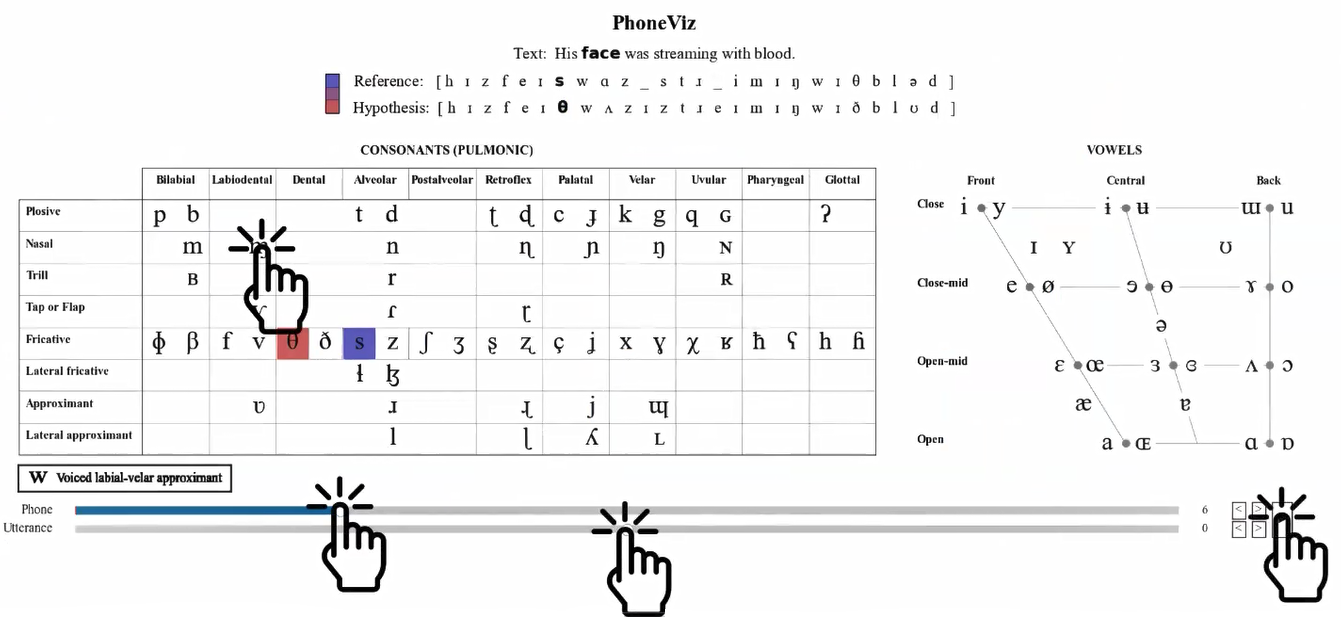 PhoneViz
Text: His face was streaming with blood.
Reference: [ h ɪ z f e ɪ s w ɑ z _ s t ɹ _ i m ɪ ŋ w ɪ θ b l ə d ]
Hypothesis: [ h ɪ z f e ɪ θ w ʌ z ɪ z t ɹ e ɪ m ɪ ŋ w ɪ ð b l ʊ d ]
CONSONANTS (PULMONIC)
Bilabial Labiodental Dental Alveolar Postalveolar Retroflex Palatal Velar Uvular Pharyngeal Glottal
Plosive p b t d ʈ ɖ c ɟ k ɡ q ɢ ʔ
Nasal m n ɳ ɲ ŋ ɴ
Trill ʙ r ʀ
Tap or Flap ɾ ɽ
Fricative ɸ β f v θ ð s z ʃ ʒ ʂ ʐ ç ʝ x ɣ χ ʁ ħ ʕ h ɦ
Lateral fricative ɬ ɮ
Approximant ʋ ɹ ɻ j ɰ
Lateral approximant l ɭ ʎ ʟ
VOWELS
Front Central Back
Close i y ɨ ʉ ɯ u
ɪ ʏ ʊ
Close-mid e ø ɘ ɵ ɤ o
ə
Open-mid ɛ œ ɜ ɞ ʌ ɔ
æ ɐ
Open a ɶ ɑ ɒ
W Voiced labial-velar approximant
Phone 6 < >
Utterance 0 < >